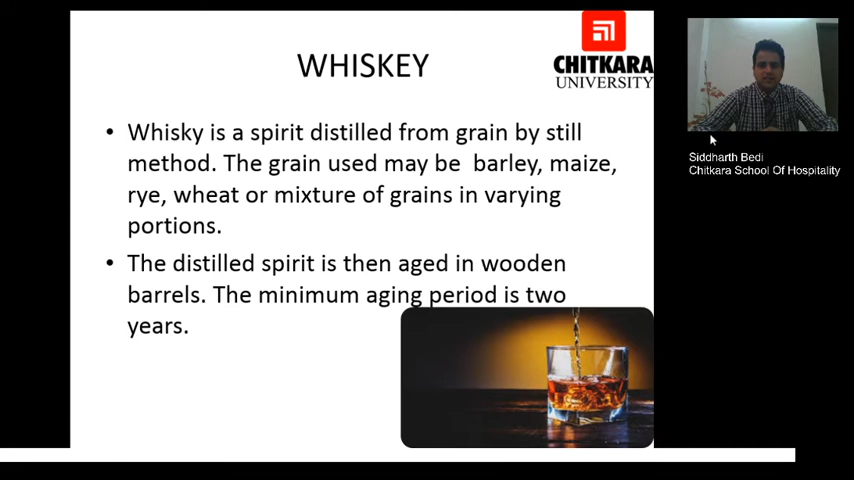 WHISKEY
CHITKARA
UNIVERSITY
• Whisky is a spirit distilled from grain by still
method. The grain used may be barley, maize,
rye, wheat or mixture of grains in varying
portions.
• The distilled spirit is then aged in wooden
barrels. The minimum aging period is two
years.
Siddharth Bedi
Chitkara School Of Hospitality